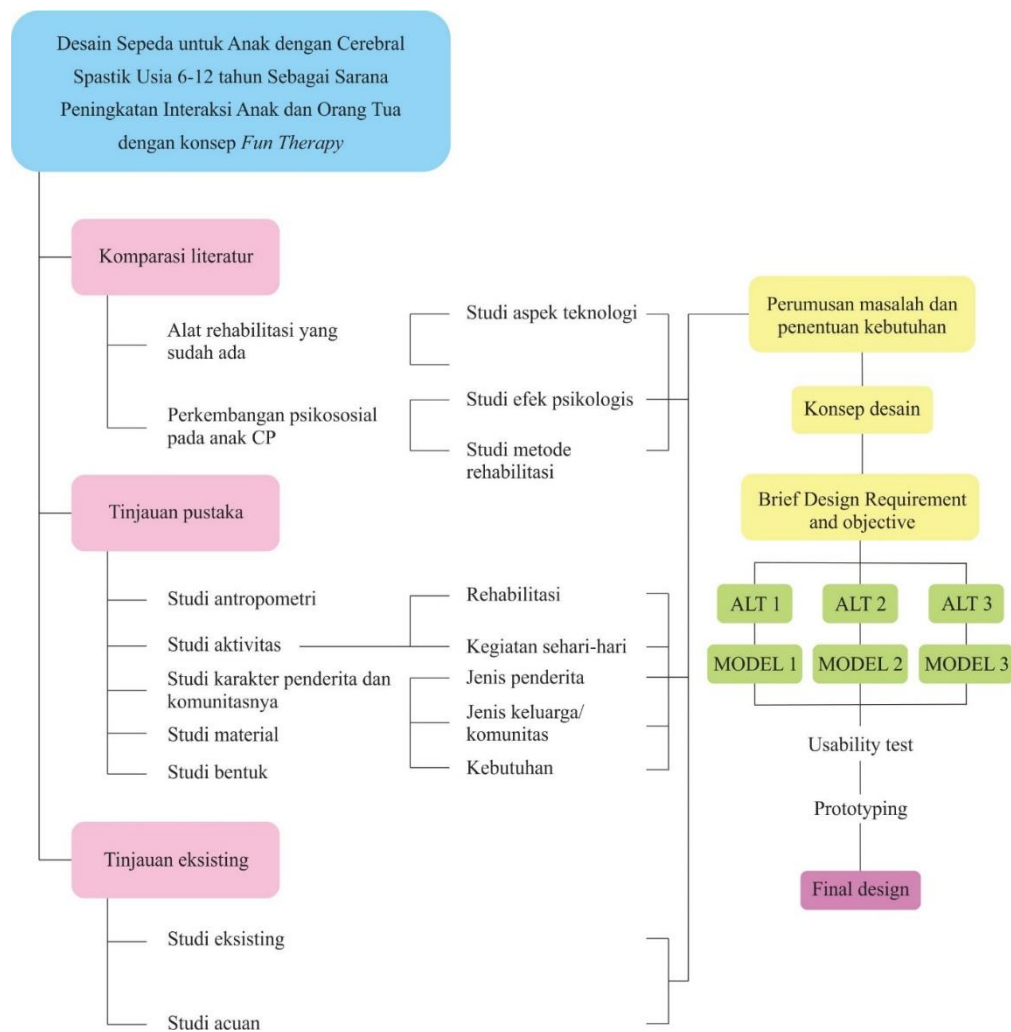 Desain Sepeda untuk Anak dengan Cerebral
Spastik Usia 6-12 tahun Sebagai Sarana
Peningkatan Interaksi Anak dan Orang Tua
dengan konsep Fun Therapy
Komparasi literatur
Alat rehabilitasi yang
sudah ada
Perkembangan psikososial
pada anak CP
Studi aspek teknologi
Studi efek psikologis
Studi metode
rehabilitasi
Tinjauan pustaka
Studi antropometri
Studi aktivitas
Studi karakter penderita dan
komunitasnya
Studi material
Studi bentuk
Rehabilitasi
Kegiatan sehari-hari
Jenis penderita
Jenis keluarga/
komunitas
Kebutuhan
Tinjauan eksisting
Studi eksisting
Studi acuan
Perumusan masalah dan
penentuan kebutuhan
Konsep desain
Brief Design Requirement
and objective
ALT 1
ALT 2
ALT 3
MODEL 1
MODEL 2
MODEL 3
Usability test
Prototyping
Final design